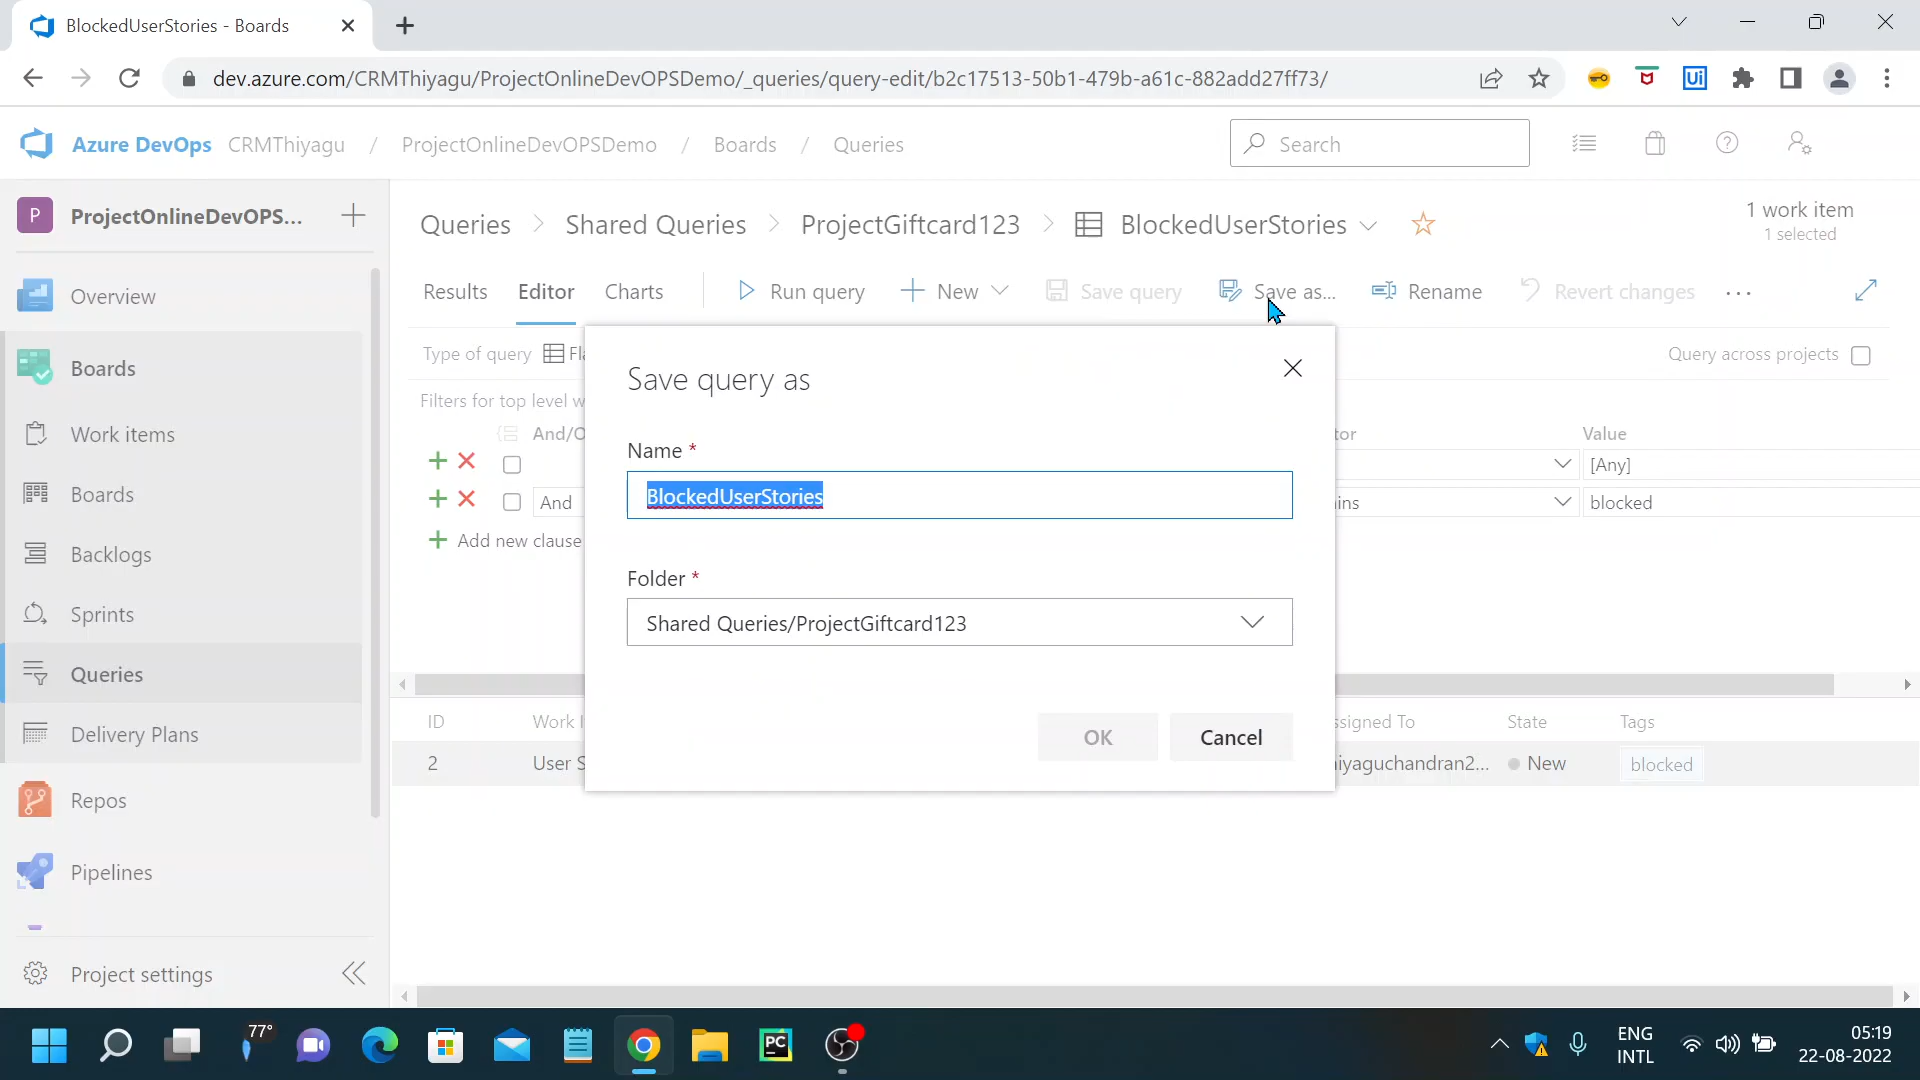 BlockedUserStories - Boards
dev.azure.com/CRMThiyagu/ProjectOnlineDevOPSDemo/_queries/query-edit/b2c17513-50b1-479b-a61c-882add27ff73/
Ui
Azure DevOps CRMThiyagu / ProjectOnlineDevOPSDemo / Boards / Queries
Search
P ProjectOnlineDevOPS...
Queries > Shared Queries > ProjectGiftcard123 > BlockedUserStories
1 work item
1 selected
Results Editor Charts Run query New Save query Save as... Rename Revert changes ...
Overview
Boards
Work items
Boards
Backlogs
Sprints
Queries
Delivery Plans
Repos
Pipelines
Project settings
Type of query
Query across projects
Filters for top level w
And/O
tor
Value
[Any]
And
ins
blocked
Add new clause
Save query as
Name *
BlockedUserStories
Folder *
Shared Queries/ProjectGiftcard123
OK Cancel
ID Work I signed To State Tags
2 User S iyaguchandran2... New blocked
77°
PC
ENG
INTL
05:19
22-08-2022